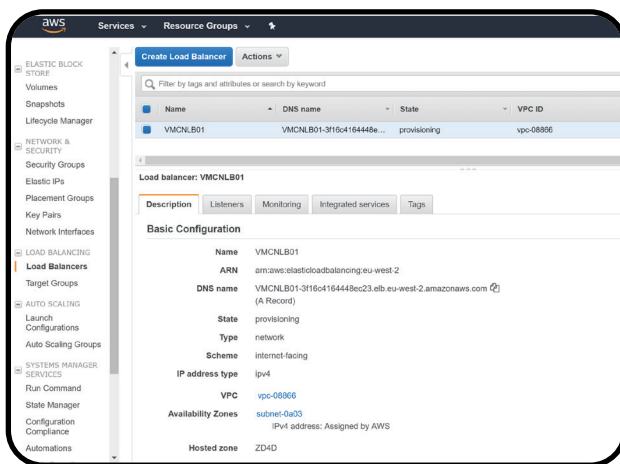 aws
Services
Resource Groups
ELASTIC BLOCK
STORE
Volumes
Snapshots
Lifecycle Manager
NETWORK &
SECURITY
Security Groups
Elastic IPs
Placement Groups
Key Pairs
Network Interfaces
LOAD BALANCING
Load Balancers
Target Groups
AUTO SCALING
Launch
Configurations
Auto Scaling Groups
SYSTEMS MANAGER
SERVICES
Run Command
State Manager
Configuration
Compliance
Automations
Create Load Balancer Actions
Filter by tags and attributes or search by keyword
Name DNS name State VPC ID
VMCNLB01 VMCNLB01-3f16c4164448e... provisioning vpc-08866
Load balancer: VMCNLB01
Description Listeners Monitoring Integrated services Tags
Basic Configuration
Name VMCNLB01
ARN arn:aws:elasticloadbalancing:eu-west-2
DNS name VMCNLB01-3f16c4164448ec23.elb.eu-west-2.amazonaws.com
(A Record)
State provisioning
Type network
Scheme internet-facing
IP address type ipv4
VPC vpc-08866
Availability Zones subnet-0a03
IPv4 address: Assigned by AWS
Hosted zone ZD4D